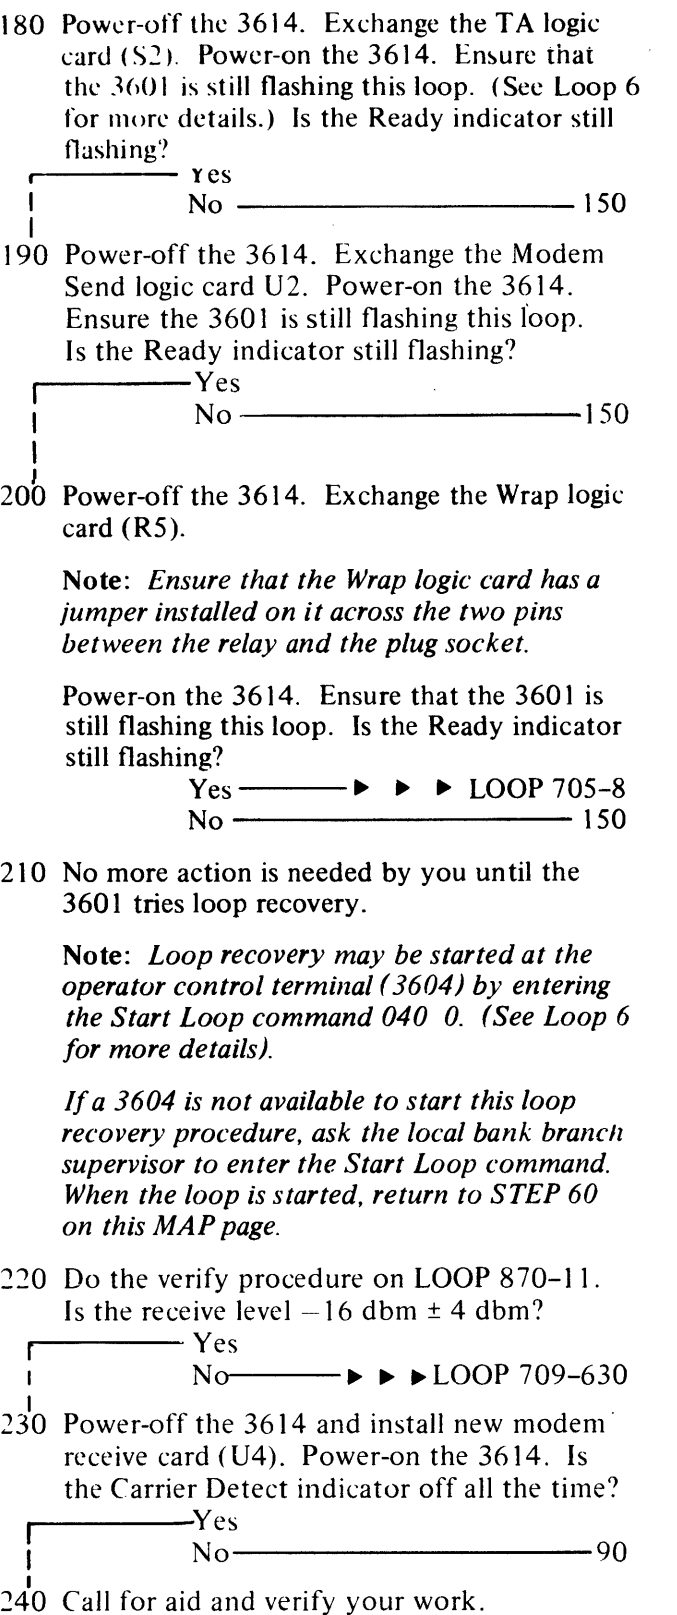 180 Power-off the 3614. Exchange the TA logic
card (S2). Power-on the 3614. Ensure that
the 3601 is still flashing this loop. (See Loop 6
for more details.) Is the Ready indicator still
flashing?
Yes
No 150
190 Power-off the 3614. Exchange the Modem
Send logic card U2. Power-on the 3614.
Ensure the 3601 is still flashing this loop.
Is the Ready indicator still flashing?
Yes
No 150
200 Power-off the 3614. Exchange the Wrap logic
card (R5).
Note: Ensure that the Wrap logic card has a
jumper installed on it across the two pins
between the relay and the plug socket.
Power-on the 3614. Ensure that the 3601 is
still flashing this loop. Is the Ready indicator
still flashing?
Yes ▶ ▶ ▶ LOOP 705-8
No 150
210 No more action is needed by you until the
3601 tries loop recovery.
Note: Loop recovery may be started at the
operator control terminal (3604) by entering
the Start Loop command 040 0. (See Loop 6
for more details).
If a 3604 is not available to start this loop
recovery procedure, ask the local bank branch
supervisor to enter the Start Loop command.
When the loop is started, return to STEP 60
on this MAP page.
220 Do the verify procedure on LOOP 870-11.
Is the receive level −16 dbm ± 4 dbm?
Yes
No ▶ ▶ ▶ LOOP 709-630
230 Power-off the 3614 and install new modem
receive card (U4). Power-on the 3614. Is
the Carrier Detect indicator off all the time?
Yes
No 90
240 Call for aid and verify your work.